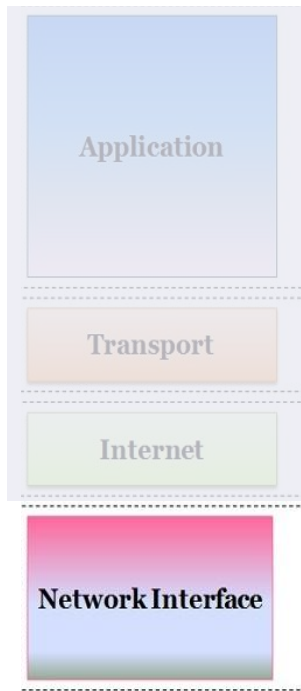 Application
Transport
Internet
Network Interface